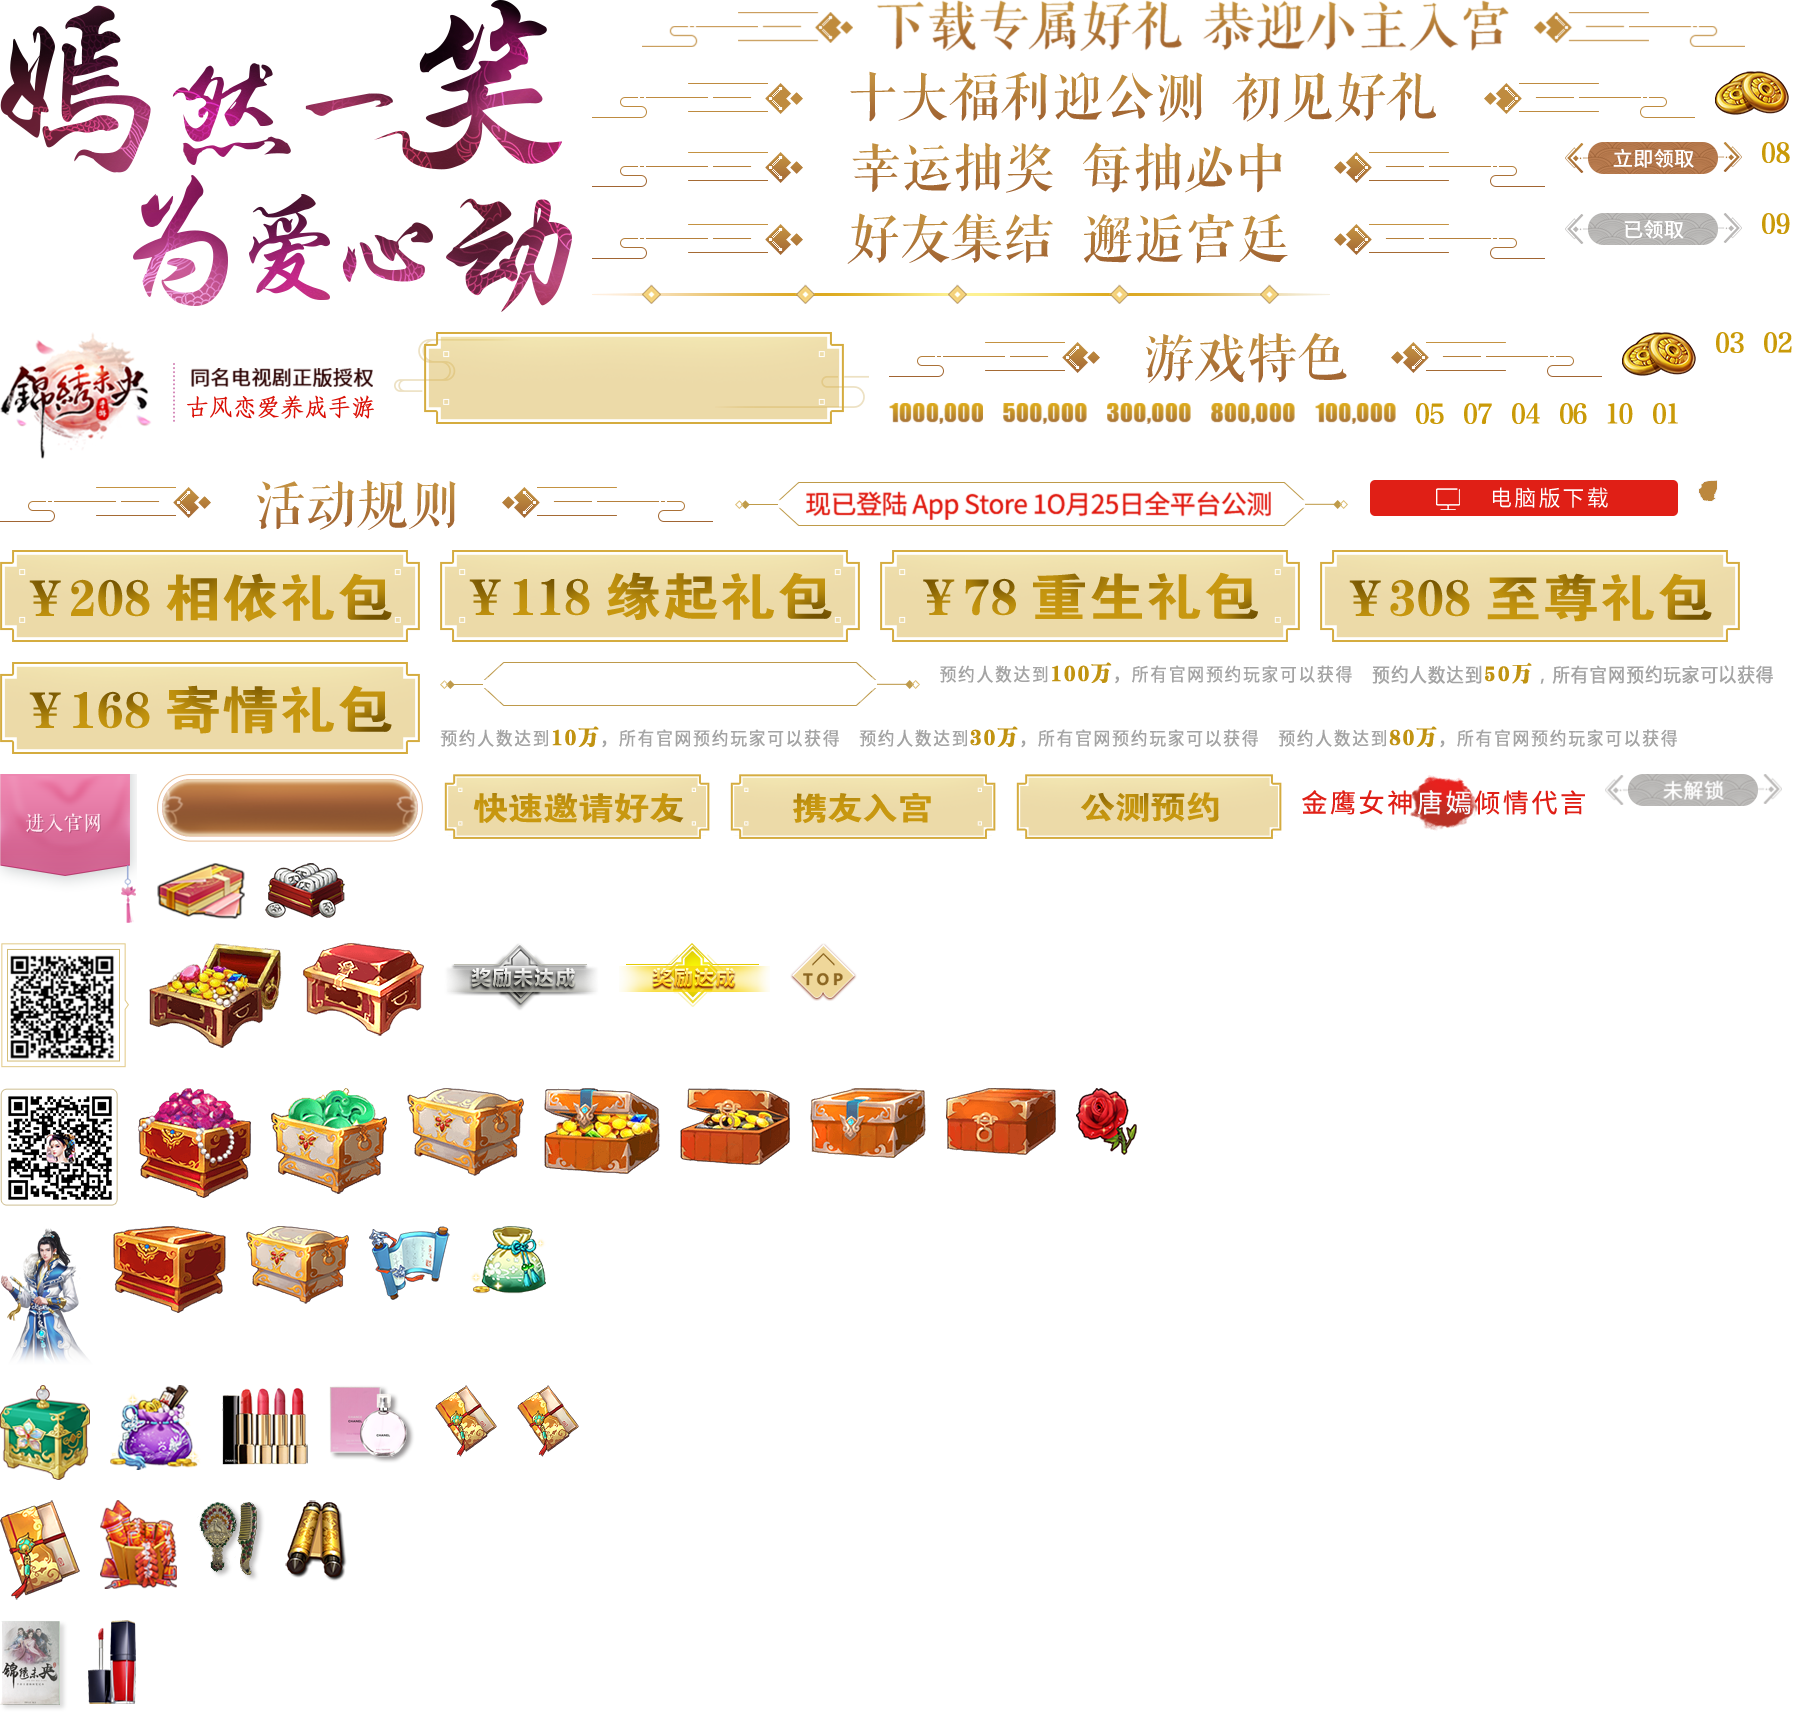 嫣然一笑
为爱心动
下载专属好礼 恭迎小主入宫
十大福利迎公测 初见好礼
幸运抽奖 每抽必中
立即领取
08
好友集结 邂逅宫廷
已领取
09
锦绣未央
同名电视剧正版授权
古风恋爱养成手游
游戏特色
03 02
1000,000 500,000 300,000 800,000 100,000 05 07 04 06 10 01
活动规则
现已登陆 App Store 10月25日全平台公测
电脑版下载
¥208 相依礼包
¥118 缘起礼包
¥78 重生礼包
¥308 至尊礼包
¥168 寄情礼包
预约人数达到100万，所有官网预约玩家可以获得
预约人数达到50万，所有官网预约玩家可以获得
预约人数达到10万，所有官网预约玩家可以获得
预约人数达到30万，所有官网预约玩家可以获得
预约人数达到80万，所有官网预约玩家可以获得
进入官网
快速邀请好友
携友入宫
公测预约
金鹰女神唐嫣倾情代言
未解锁
奖励未达成
奖励达成
TOP
CHANEL
CHANEL
锦绣未央